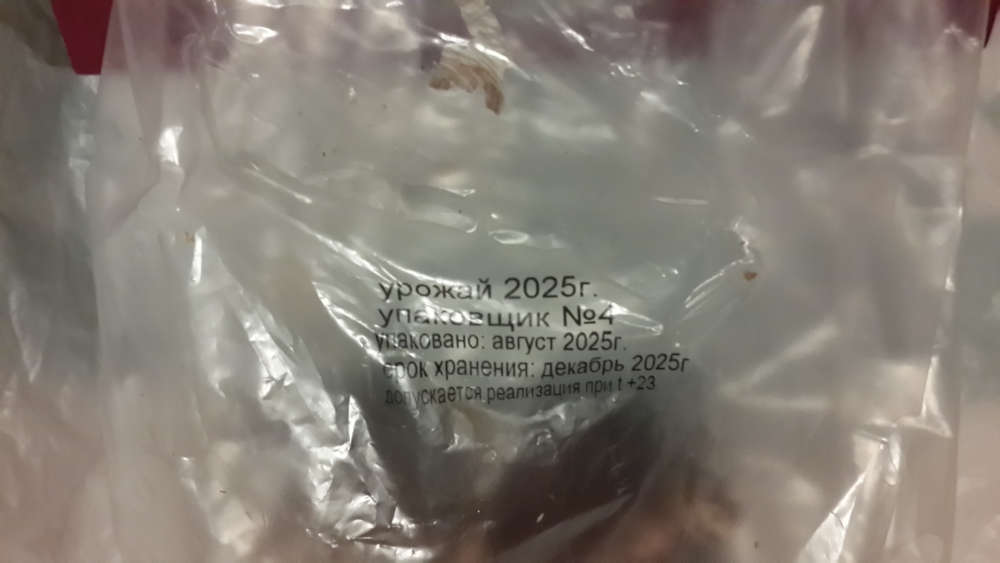 урожай 2025г.
упаковщик №4
упаковано: август 2025г.
срок хранения: декабрь 2025г
допускается реализация при t +23